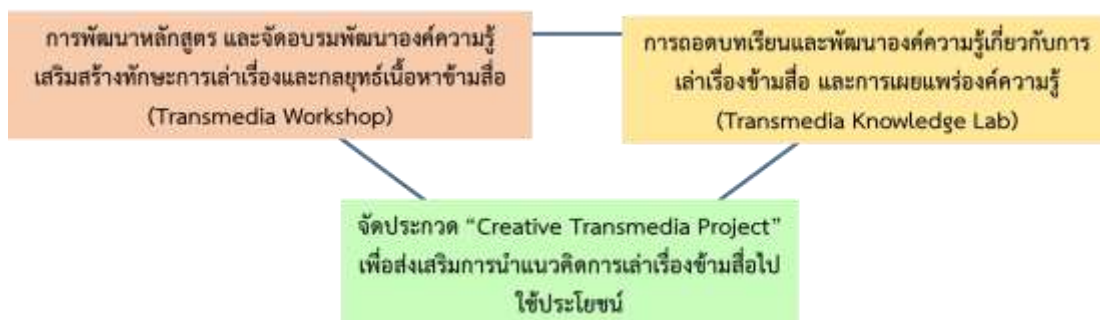 การพัฒนาหลักสูตร และจัดอบรมพัฒนาองค์ความรู้
เสริมสร้างทักษะการเล่าเรื่องและกลยุทธ์เนื้อหาข้ามสื่อ
(Transmedia Workshop)
การถอดบทเรียนและพัฒนาองค์ความรู้เกี่ยวกับการ
เล่าเรื่องข้ามสื่อ และการเผยแพร่องค์ความรู้
(Transmedia Knowledge Lab)
จัดประกวด “Creative Transmedia Project”
เพื่อส่งเสริมการนำแนวคิดการเล่าเรื่องข้ามสื่อไป
ใช้ประโยชน์